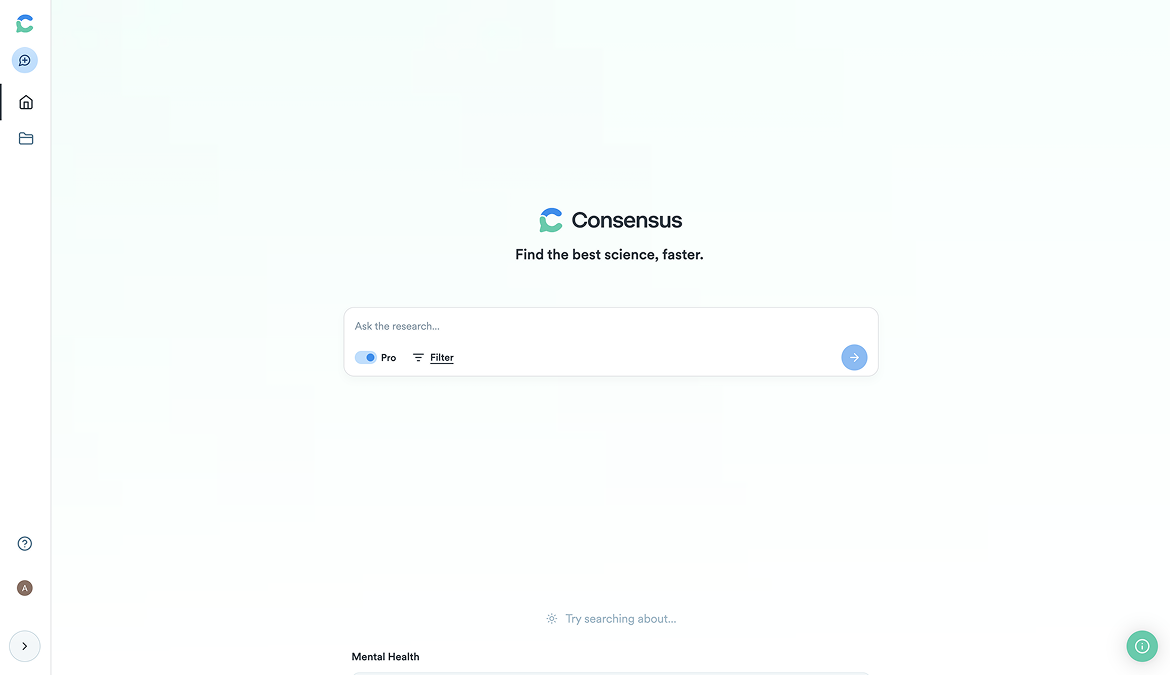 Consensus
Find the best science, faster.
Ask the research...
Pro
Filter
A
Try searching about...
Mental Health